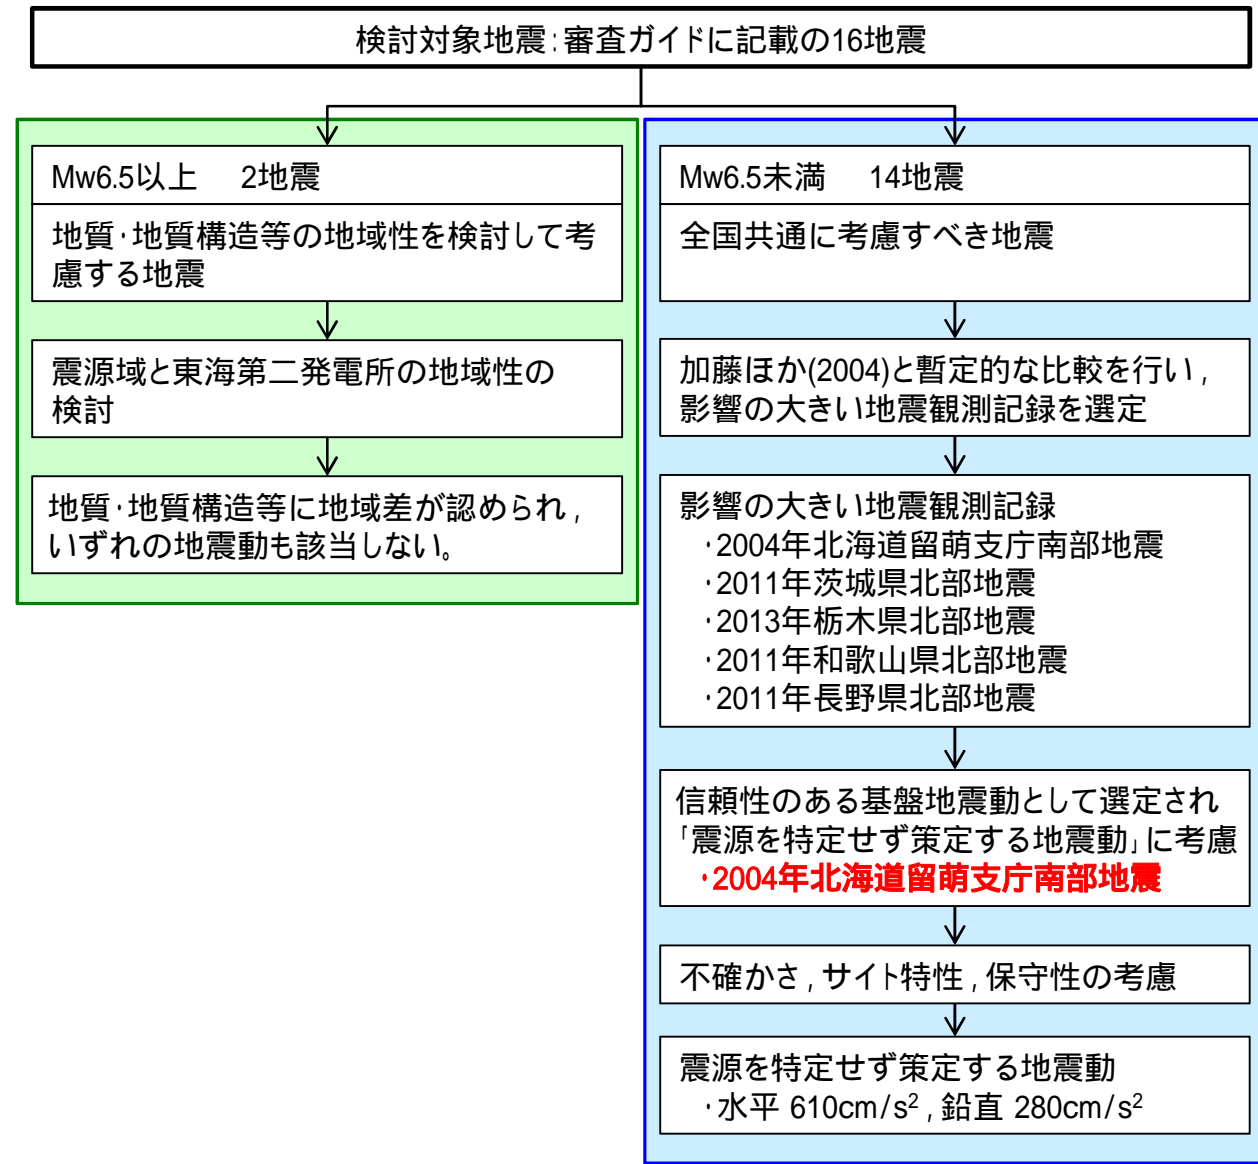 検討対象地震:審査ガイドに記載の16地震
Mw6.5以上　2地震
地質・地質構造等の地域性を検討して考
慮する地震
震源域と東海第二発電所の地域性の
検討
地質・地質構造等に地域差が認められ,
いずれの地震動も該当しない。
Mw6.5未満　14地震
全国共通に考慮すべき地震
加藤ほか(2004)と暫定的な比較を行い,
影響の大きい地震観測記録を選定
影響の大きい地震観測記録
・2004年北海道留萌支庁南部地震
・2011年茨城県北部地震
・2013年栃木県北部地震
・2011年和歌山県北部地震
・2011年長野県北部地震
信頼性のある基盤地震動として選定され
「震源を特定せず策定する地震動」に考慮
・2004年北海道留萌支庁南部地震
不確かさ,サイト特性,保守性の考慮
震源を特定せず策定する地震動
・水平 610cm/s²,鉛直 280cm/s²